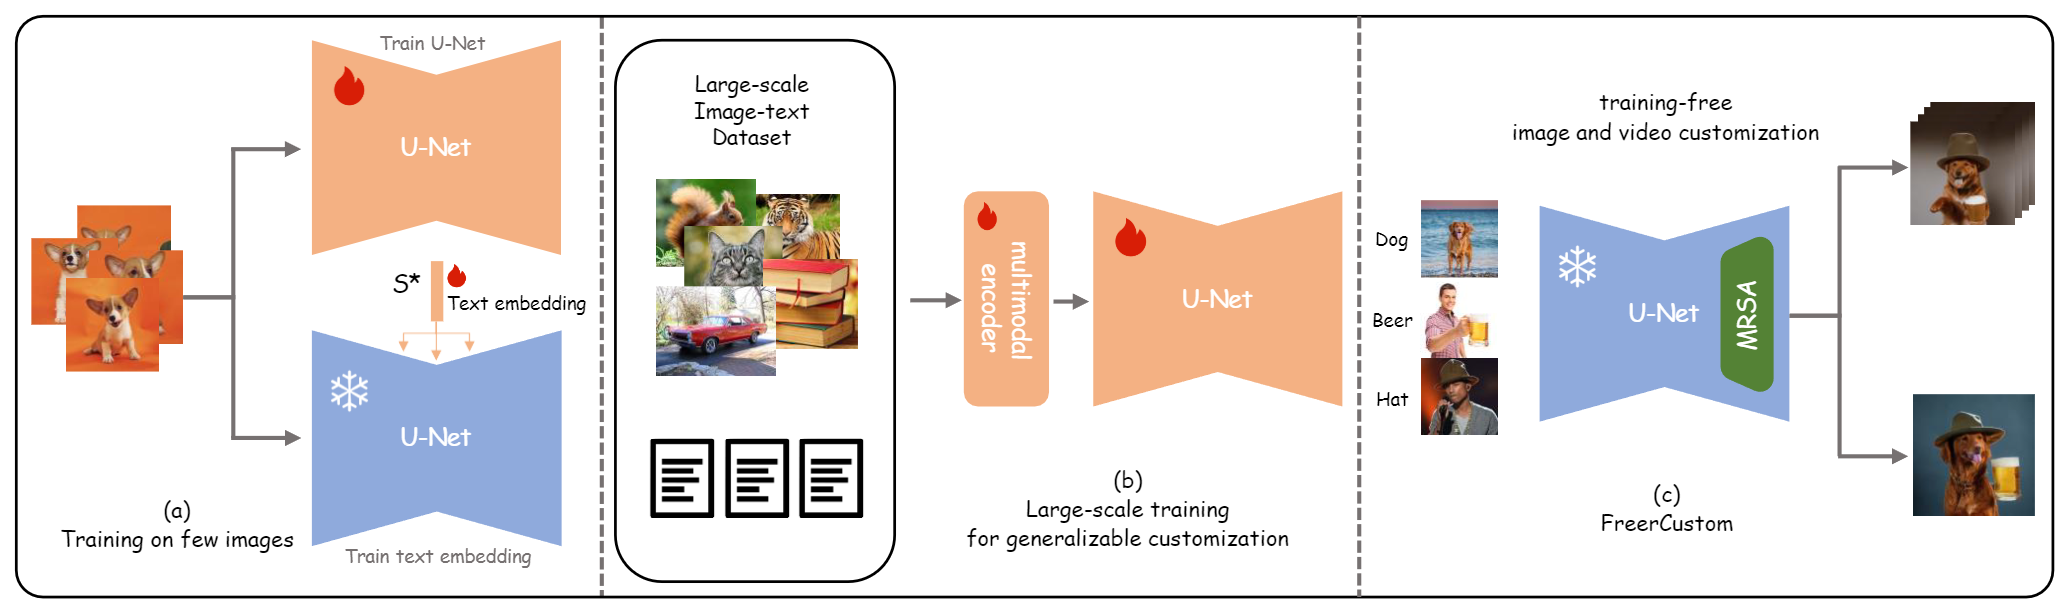 Train U-Net
U-Net
S*
Text embedding
U-Net
(a)
Training on few images
Train text embedding
Large-scale
Image-text
Dataset
multimodal
encoder
U-Net
(b)
Large-scale training
for generalizable customization
training-free
image and video customization
Dog
Beer
Hat
U-Net
MRSA
(c)
FreerCustom